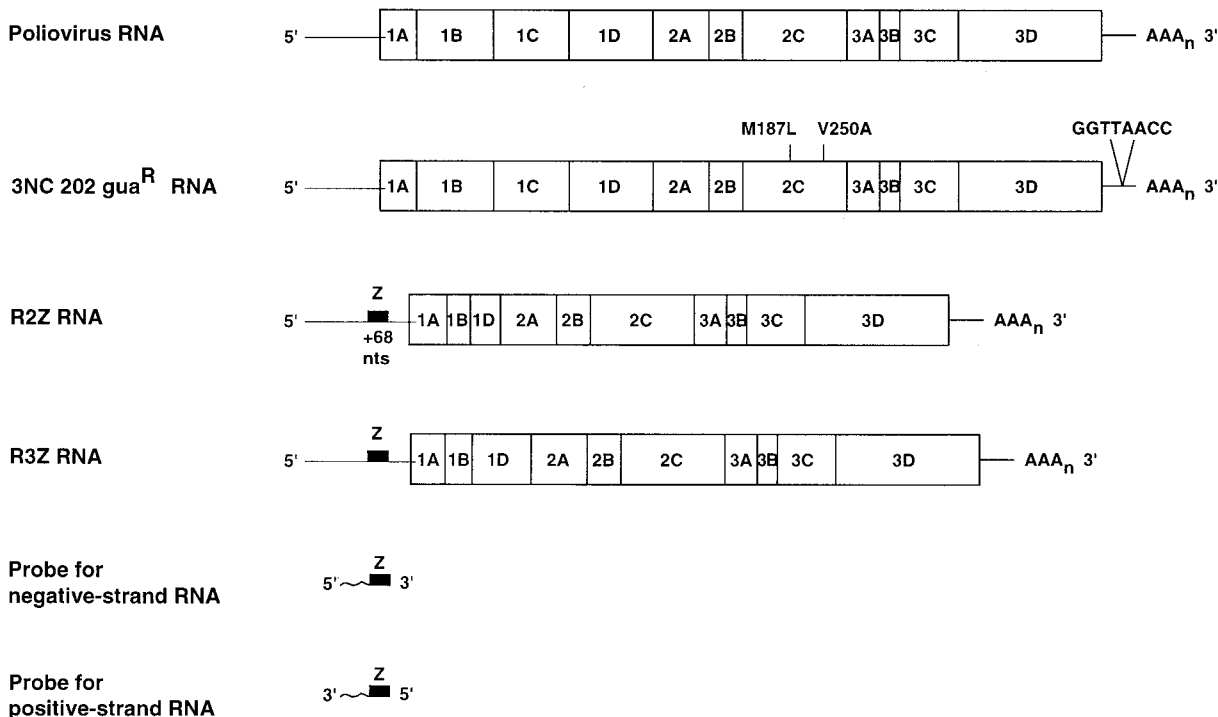 Poliovirus RNA 5' 1A 1B 1C 1D 2A 2B 2C 3A 3B 3C 3D AAAn 3'
M187L V250A GGTTAACC
3NC 202 guaR RNA 5' 1A 1B 1C 1D 2A 2B 2C 3A 3B 3C 3D AAAn 3'
Z
R2Z RNA 5' 1A 1B 1D 2A 2B 2C 3A 3B 3C 3D AAAn 3'
+68
nts
Z
R3Z RNA 5' 1A 1B 1D 2A 2B 2C 3A 3B 3C 3D AAAn 3'
Probe for
negative-strand RNA
Z
5' 3'
Probe for
positive-strand RNA
Z
3' 5'